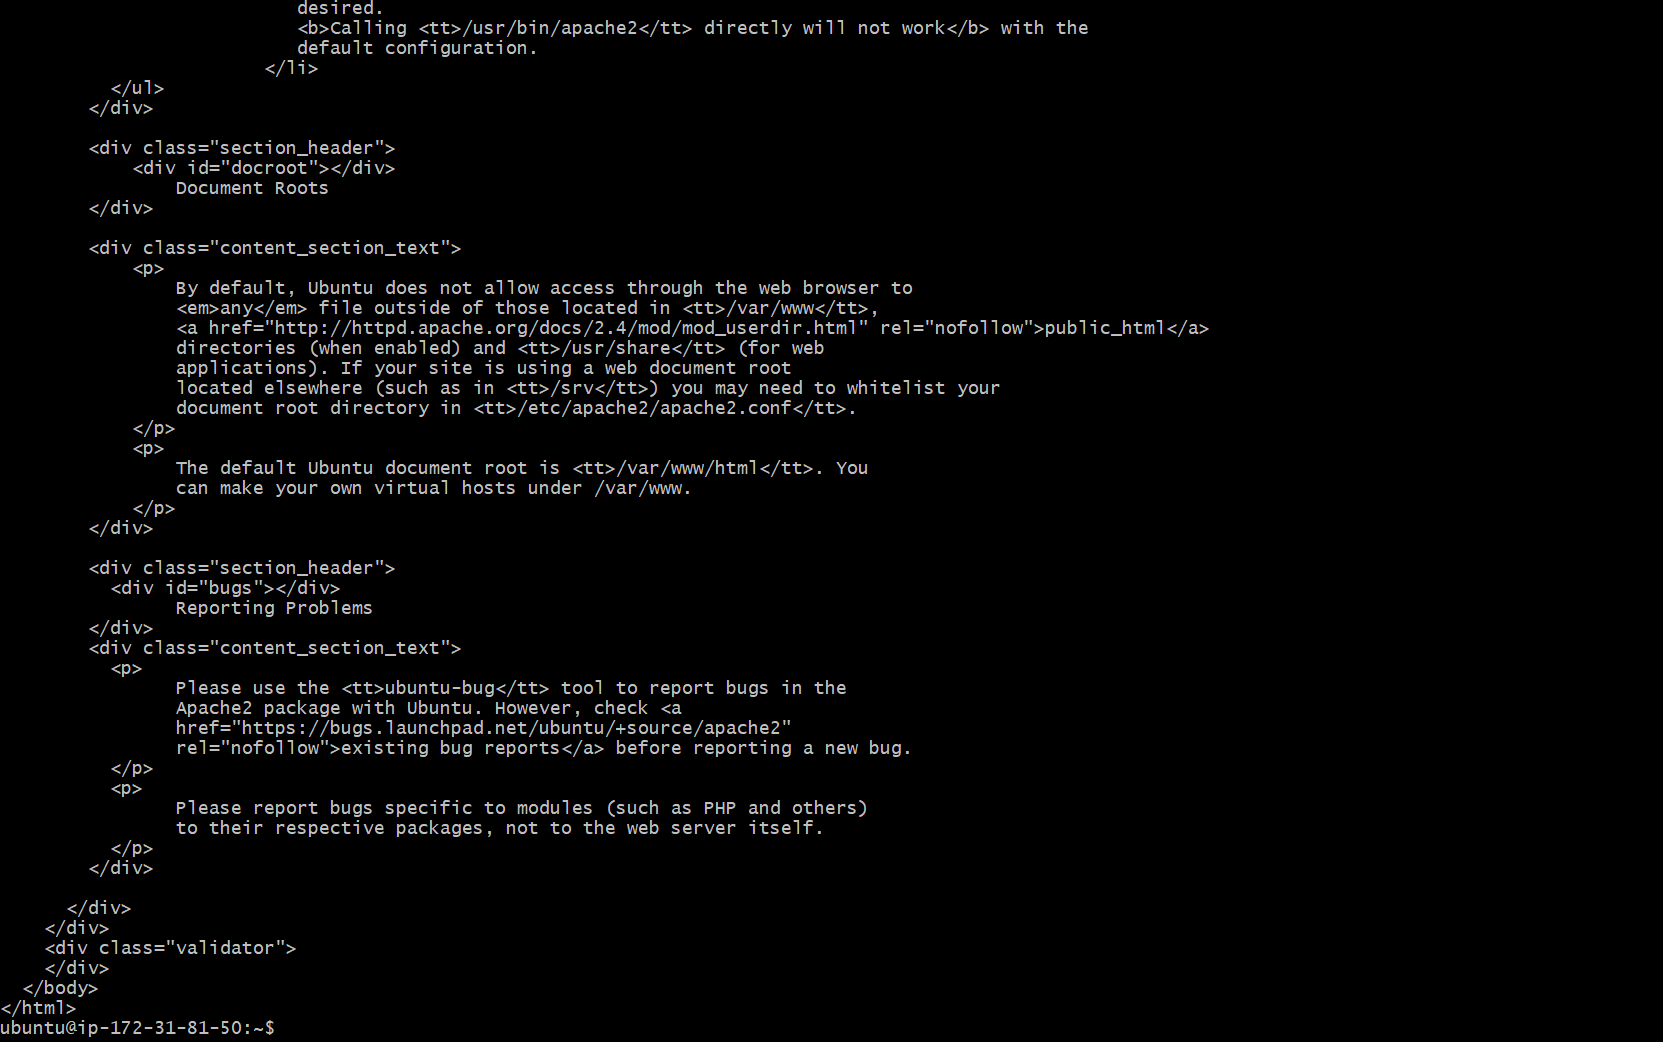 desired.
<b>Calling <tt>/usr/bin/apache2</tt> directly will not work</b> with the
default configuration.
</li>
</ul>
</div>
<div class="section_header">
<div id="docroot"></div>
Document Roots
</div>
<div class="content_section_text">
<p>
By default, Ubuntu does not allow access through the web browser to
<em>any</em> file outside of those located in <tt>/var/www</tt>,
<a href="http://httpd.apache.org/docs/2.4/mod/mod_userdir.html" rel="nofollow">public_html</a>
directories (when enabled) and <tt>/usr/share</tt> (for web
applications). If your site is using a web document root
located elsewhere (such as in <tt>/srv</tt>) you may need to whitelist your
document root directory in <tt>/etc/apache2/apache2.conf</tt>.
</p>
<p>
The default Ubuntu document root is <tt>/var/www/html</tt>. You
can make your own virtual hosts under /var/www.
</p>
</div>
<div class="section_header">
<div id="bugs"></div>
Reporting Problems
</div>
<div class="content_section_text">
<p>
Please use the <tt>ubuntu-bug</tt> tool to report bugs in the
Apache2 package with Ubuntu. However, check <a
href="https://bugs.launchpad.net/ubuntu/+source/apache2"
rel="nofollow">existing bug reports</a> before reporting a new bug.
</p>
<p>
Please report bugs specific to modules (such as PHP and others)
to their respective packages, not to the web server itself.
</p>
</div>
</div>
</div>
<div class="validator">
</div>
</body>
</html>
ubuntu@ip-172-31-81-50:~$